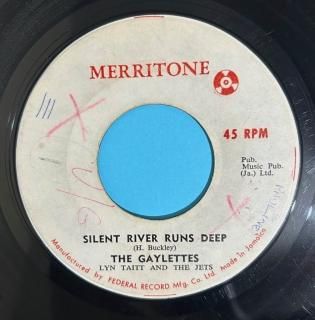 MERRITONE
45 RPM
Pub.
Music Pub.
(Ja.) Ltd.
SILENT RIVER RUNS DEEP
(H. Buckley)
THE GAYLETTES
LYN TAITT AND THE JETS
Manufactured by FEDERAL RECORD Mfg. Co. Ltd. Made in Jamaica